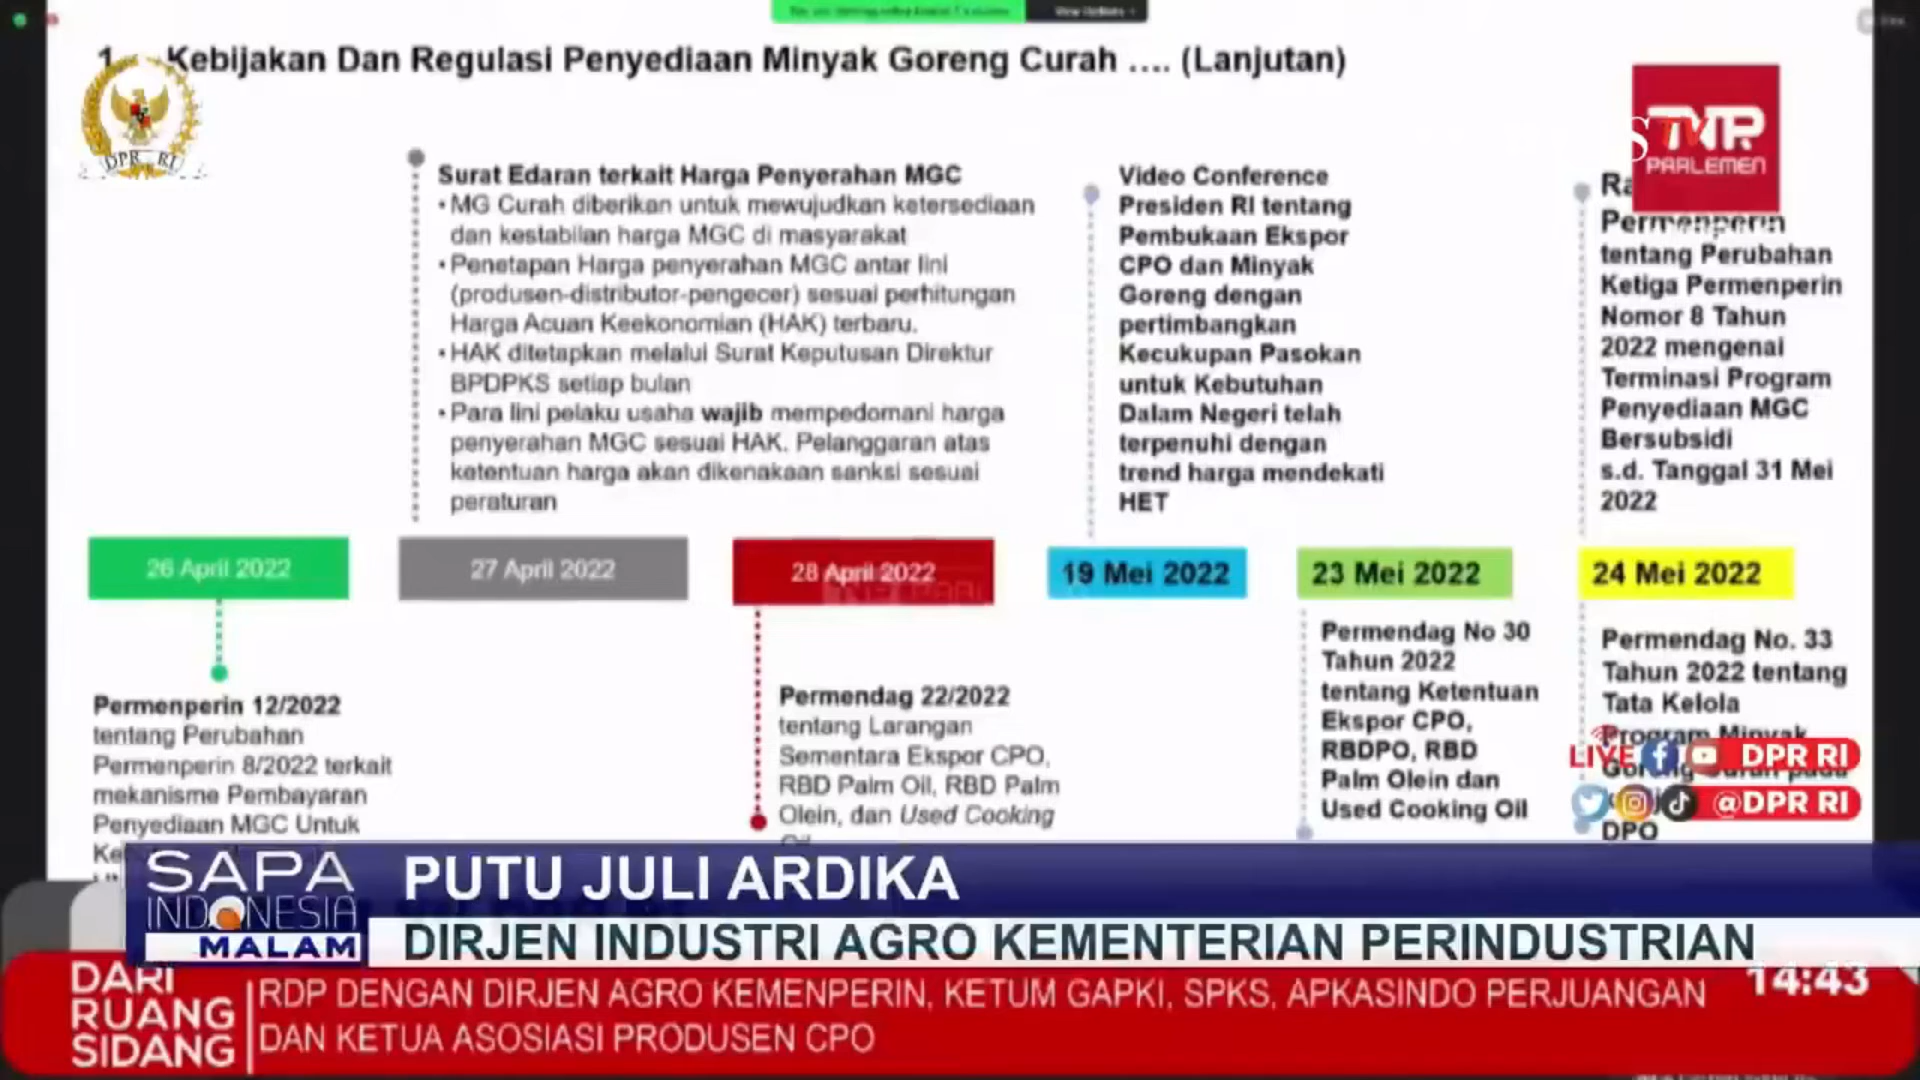 View Options
1. Kebijakan Dan Regulasi Penyediaan Minyak Goreng Curah .... (Lanjutan)
DPR RI
TVR
PARLEMEN
Surat Edaran terkait Harga Penyerahan MGC
• MG Curah diberikan untuk mewujudkan ketersediaan
dan kestabilan harga MGC di masyarakat
• Penetapan Harga penyerahan MGC antar lini
(produsen-distributor-pengecer) sesuai perhitungan
Harga Acuan Keekonomian (HAK) terbaru.
• HAK ditetapkan melalui Surat Keputusan Direktur
BPDPKS setiap bulan
• Para lini pelaku usaha wajib mempedomani harga
penyerahan MGC sesuai HAK. Pelanggaran atas
ketentuan harga akan dikenakaan sanksi sesuai
peraturan
Video Conference
Presiden RI tentang
Pembukaan Ekspor
CPO dan Minyak
Goreng dengan
pertimbangkan
Kecukupan Pasokan
untuk Kebutuhan
Dalam Negeri telah
terpenuhi dengan
trend harga mendekati
HET
Permenperin
tentang Perubahan
Ketiga Permenperin
Nomor 8 Tahun
2022 mengenai
Terminasi Program
Penyediaan MGC
Bersubsidi
s.d. Tanggal 31 Mei
2022
26 April 2022
27 April 2022
28 April 2022
19 Mei 2022
23 Mei 2022
24 Mei 2022
Permenperin 12/2022
tentang Perubahan
Permenperin 8/2022 terkait
mekanisme Pembayaran
Penyediaan MGC Untuk
Permendag 22/2022
tentang Larangan
Sementara Ekspor CPO,
RBD Palm Oil, RBD Palm
Olein, dan Used Cooking
Permendag No 30
Tahun 2022
tentang Ketentuan
Ekspor CPO,
RBDPO, RBD
Palm Olein dan
Used Cooking Oil
Permendag No. 33
Tahun 2022 tentang
Tata Kelola
Program Minyak
DPO
LIVE DPR RI
@DPR RI
SAPA
INDONESIA
MALAM
PUTU JULI ARDIKA
DIRJEN INDUSTRI AGRO KEMENTERIAN PERINDUSTRIAN
DARI
RUANG
SIDANG
RDP DENGAN DIRJEN AGRO KEMENPERIN, KETUM GAPKI, SPKS, APKASINDO PERJUANGAN
DAN KETUA ASOSIASI PRODUSEN CPO
14:43